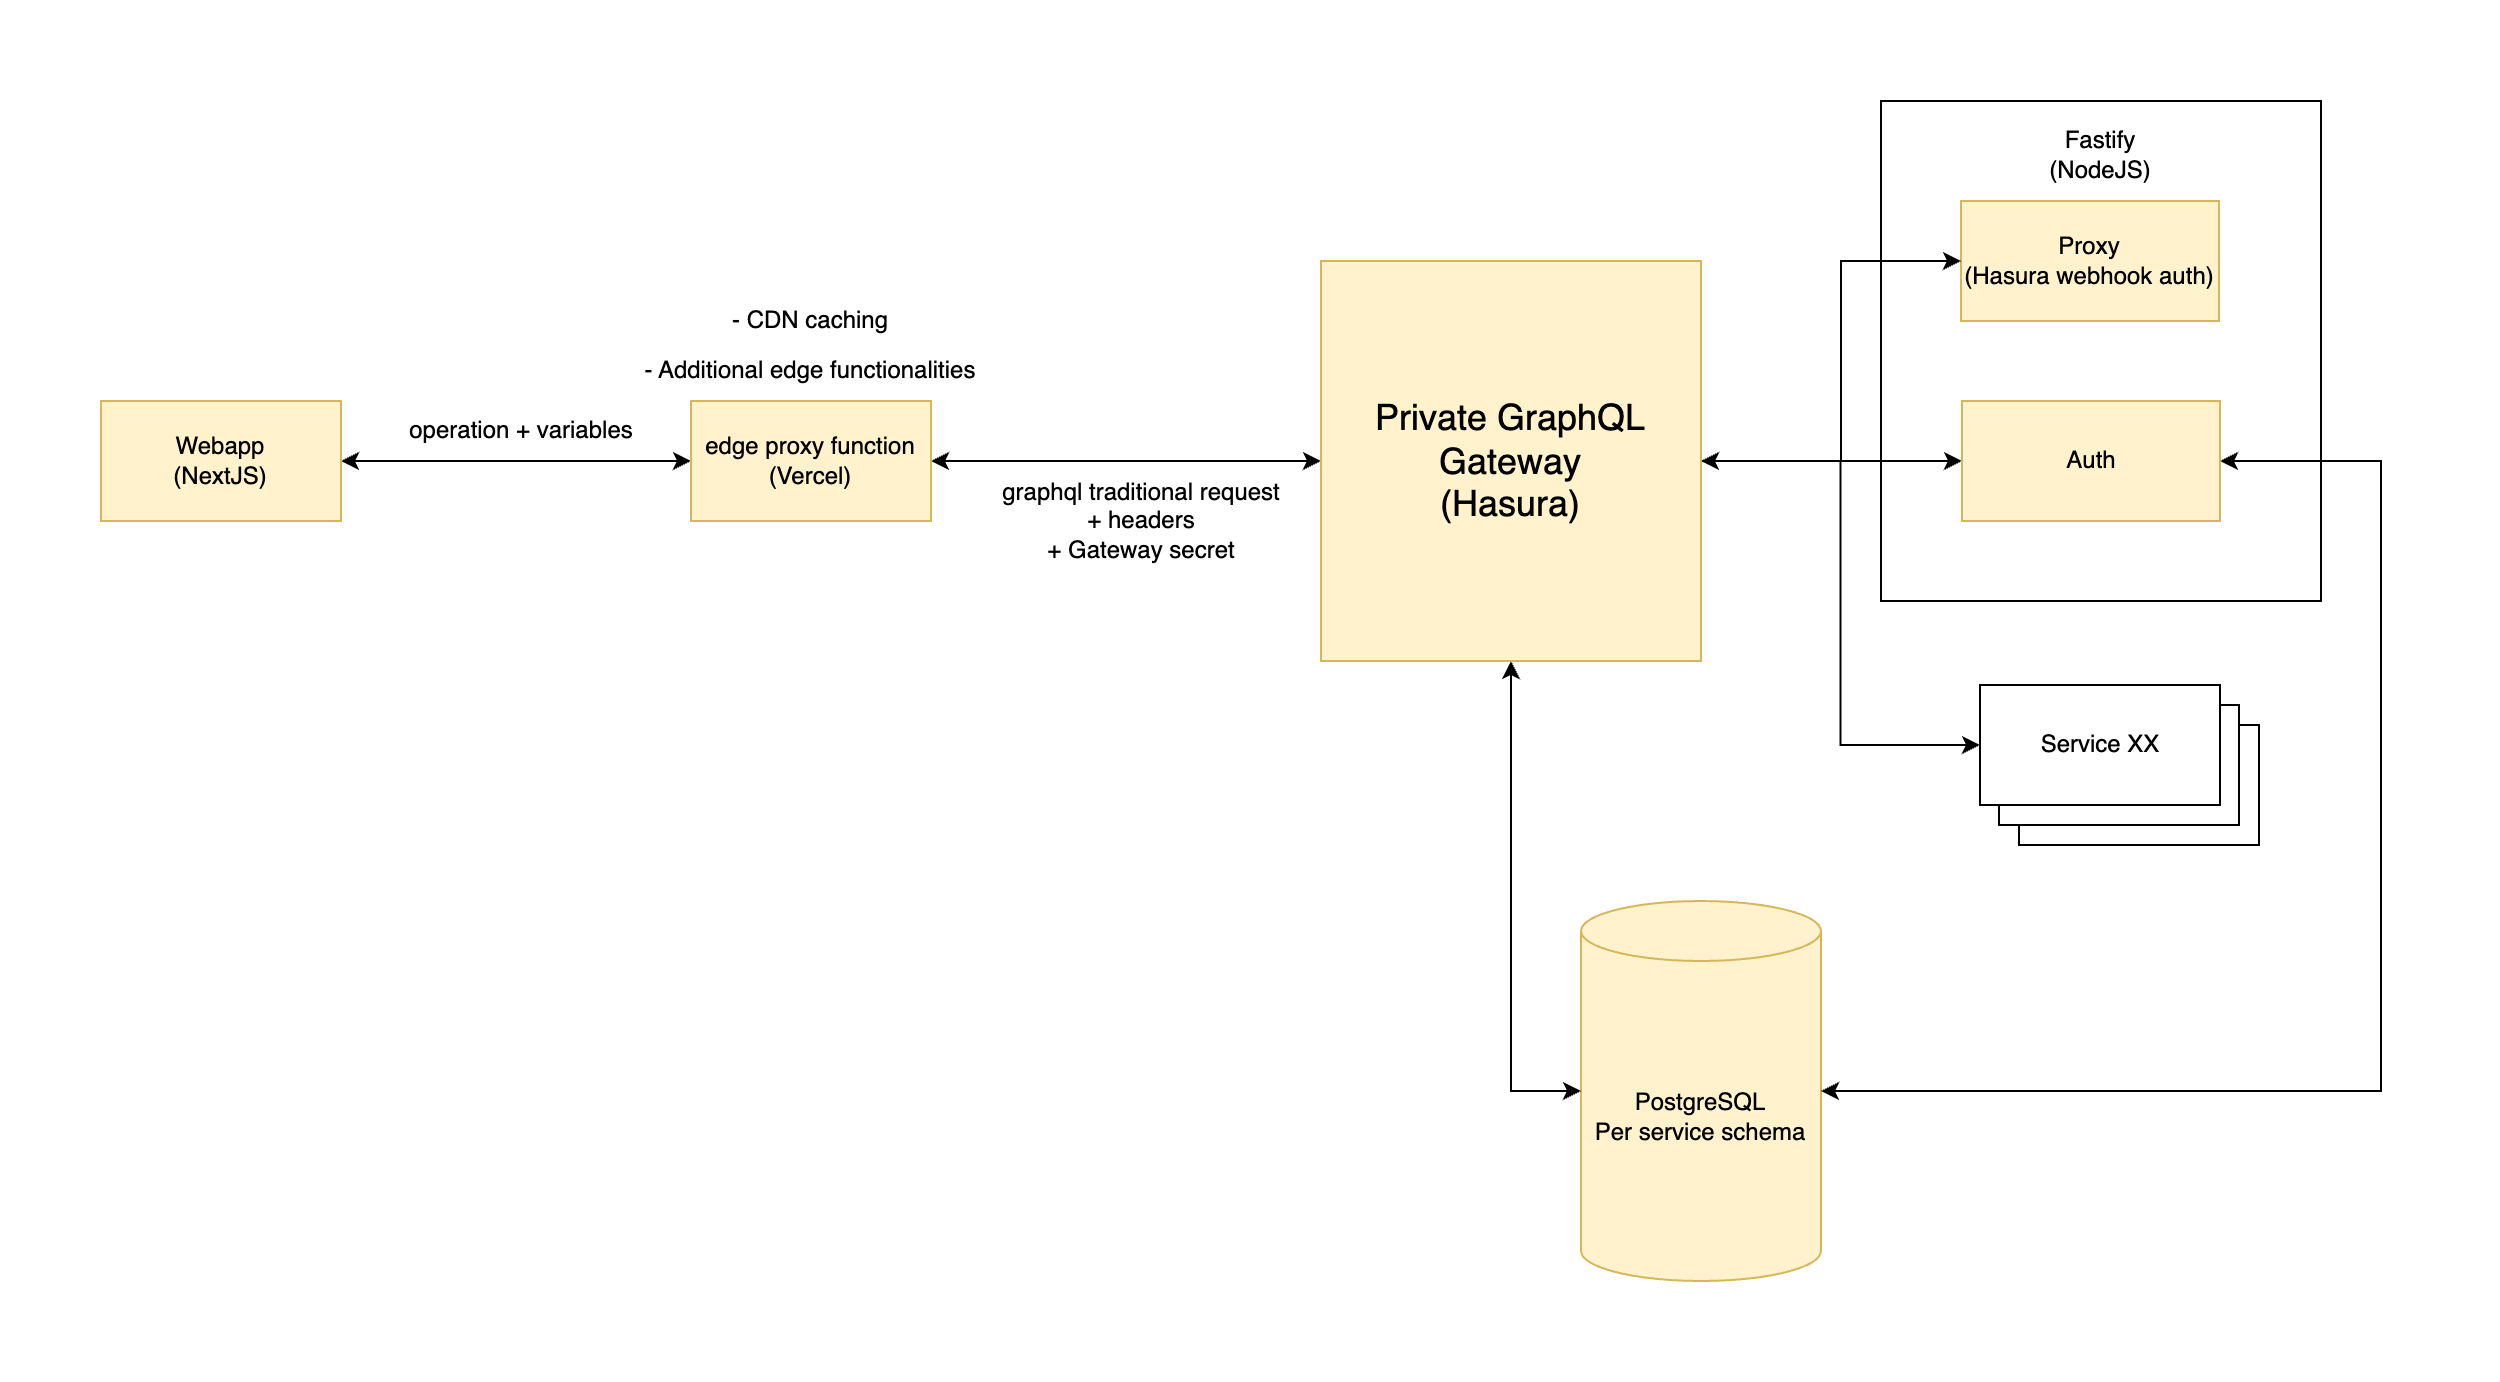 Fastify
(NodeJS)
Proxy
(Hasura webhook auth)
- CDN caching
- Additional edge functionalities
Webapp
(NextJS)
operation + variables
edge proxy function
(Vercel)
graphql traditional request
+ headers
+ Gateway secret
Private GraphQL
Gateway
(Hasura)
Auth
Service XX
PostgreSQL
Per service schema